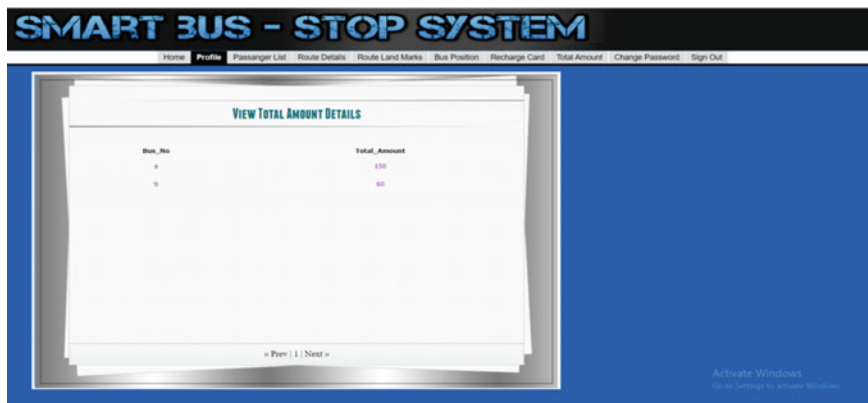 SMART BUS - STOP SYSTEM
Home Profile Passanger List Route Details Route Land Marks Bus Position Recharge Card Total Amount Change Password Sign Out
VIEW TOTAL AMOUNT DETAILS
Bus_No Total_Amount
a 150
b 60
« Prev | 1 | Next »
Activate Windows
Go to Settings to activate Windows.